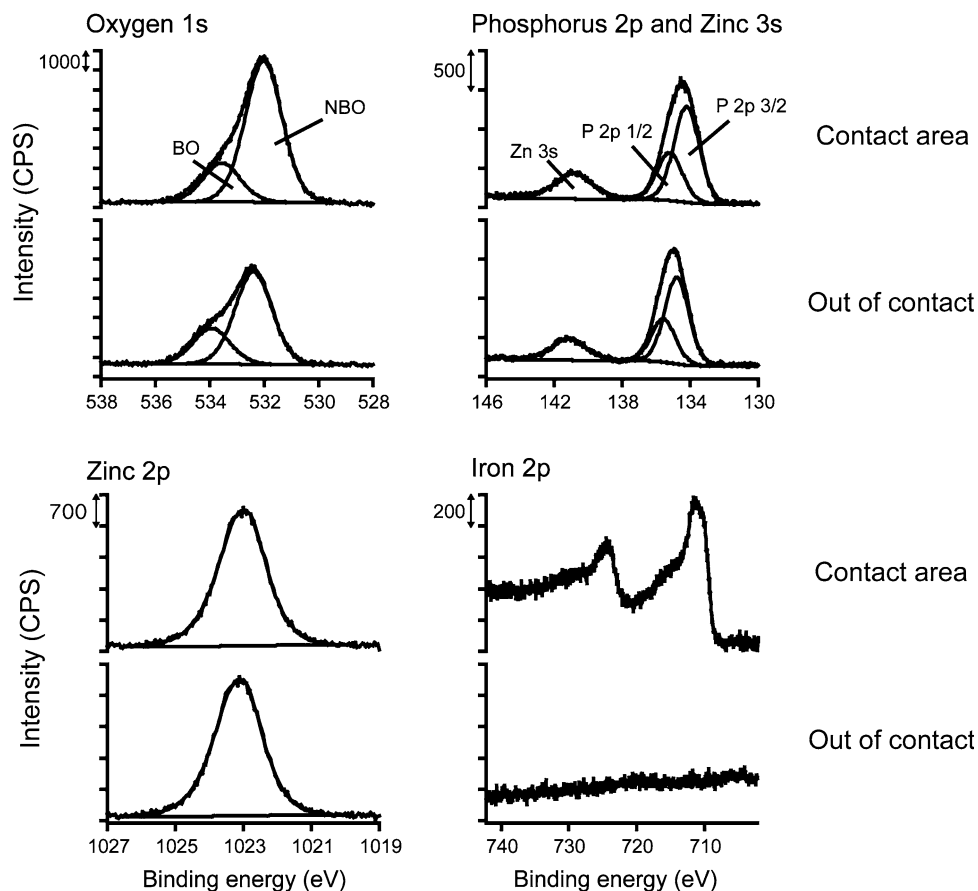 Oxygen 1s
Phosphorus 2p and Zinc 3s
1000
NBO
BO
500
P 2p 1/2
P 2p 3/2
Zn 3s
Contact area
Intensity (CPS)
Out of contact
538 536 534 532 530 528
146 142 138 134 130
Zinc 2p
Iron 2p
700
200
Contact area
Intensity (CPS)
Out of contact
1027 1025 1023 1021 1019
740 730 720 710
Binding energy (eV)
Binding energy (eV)